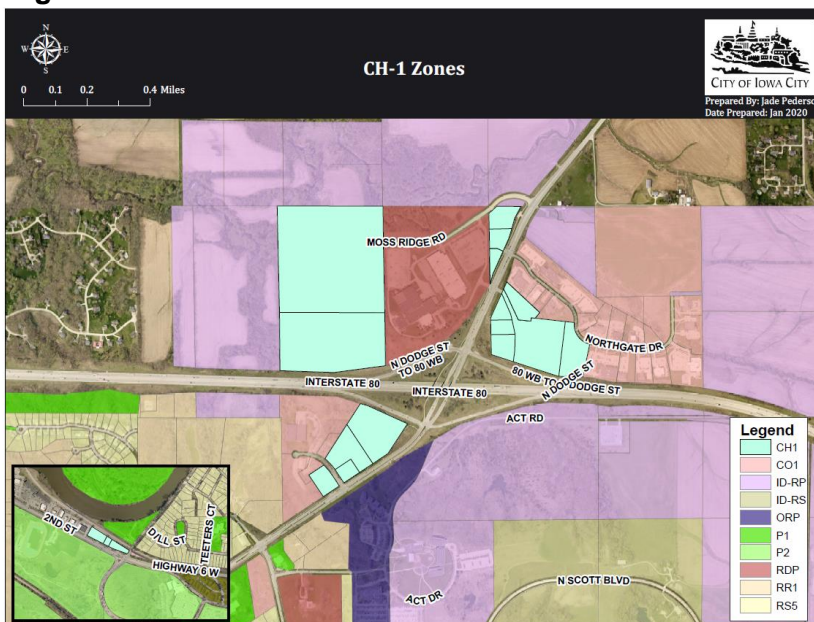 N
W E
S
0 0.1 0.2 0.4 Miles
CH-1 Zones
CITY OF IOWA CITY
Prepared By: Jade Pederso
Date Prepared: Jan 2020
MOSS RIDGE RD
N DODGE ST
TO 80 WB
NORTHGATE DR
80 WB TO
N DODGE ST
DODGE ST
INTERSTATE 80
INTERSTATE 80
ACT RD
2ND ST
D/LL ST
TEETERS CT
HIGHWAY 6 W
ACT DR
N SCOTT BLVD
Legend
CH1
CO1
ID-RP
ID-RS
ORP
P1
P2
RDP
RR1
RS5